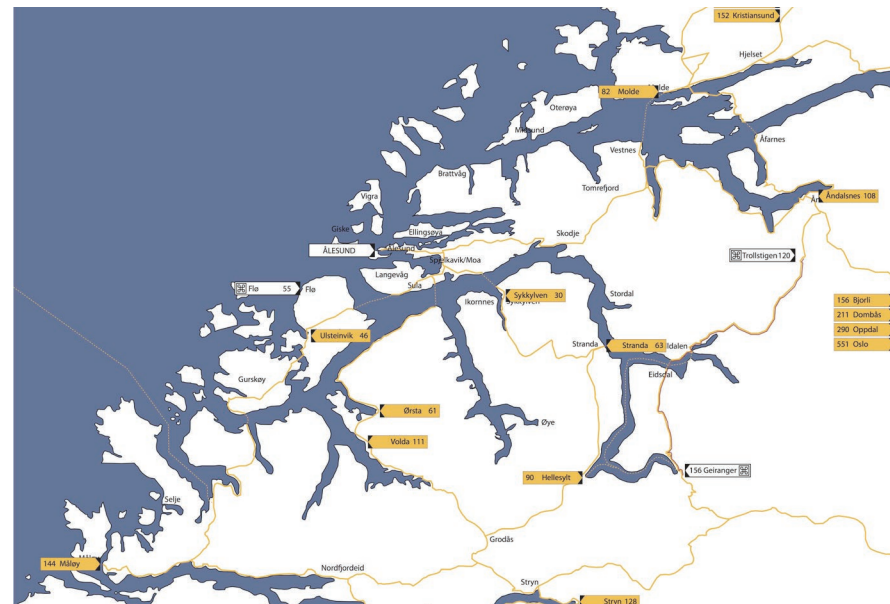 152 Kristiansund
Hjelset
82 Molde
Oterøya
Midsund
Åfarnes
Vestnes
Brattvåg
Tomrefjord
Vigra
Åndalsnes 108
Giske
Ellingsøya
Skodje
ÅLESUND
Ålesund
Trollstigen 120
Spjelkavik/Moa
Langevåg
Sula
Flø 55
Flø
Ikornnes
Sykkylven 30
Stordal
156 Bjorli
211 Dombås
290 Oppdal
551 Oslo
Ulsteinvik 46
Stranda
Stranda 63
Eidsdal
Gurskøy
Ørsta 61
Øye
Volda 111
156 Geiranger
90 Hellesylt
Selje
Grodås
144 Måløy
Nordfjordeid
Stryn
Stryn 128